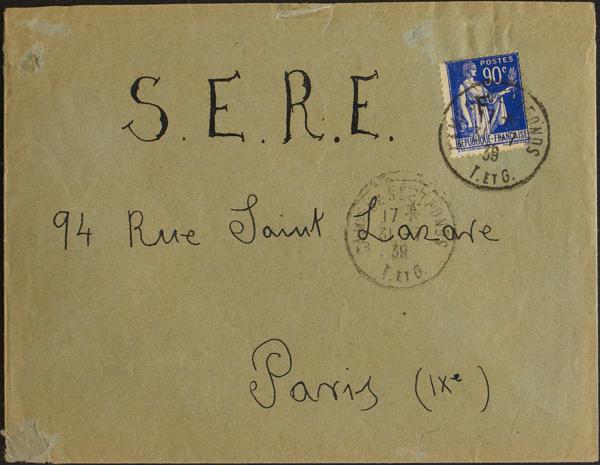 S.E.R.E.
POSTES
90c
REPUBLIQUE-FRANÇAISE
39
T. ET G.
94 Rue Saint Lazare
17 *
39
T. ET G.
Paris (IXe)